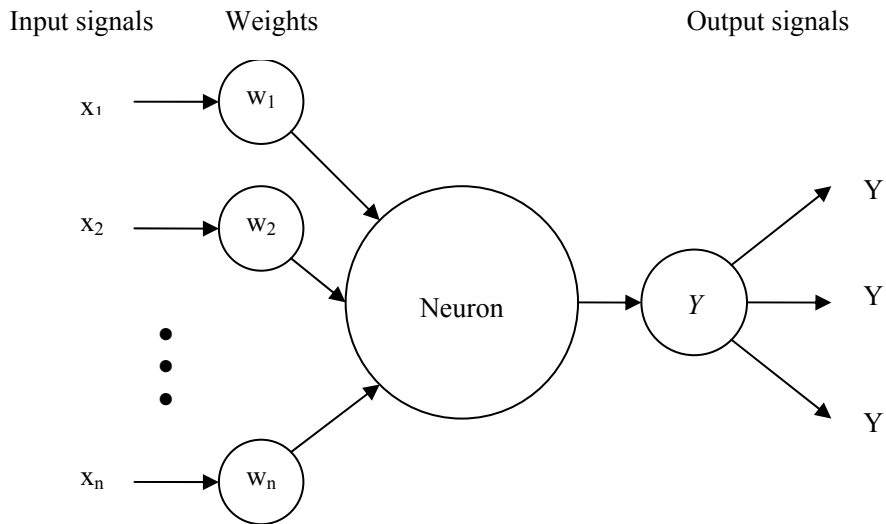 Input signals Weights Output signals
x₁ w₁
Y
x₂ w₂
Neuron Y Y
Y
xₙ wₙ